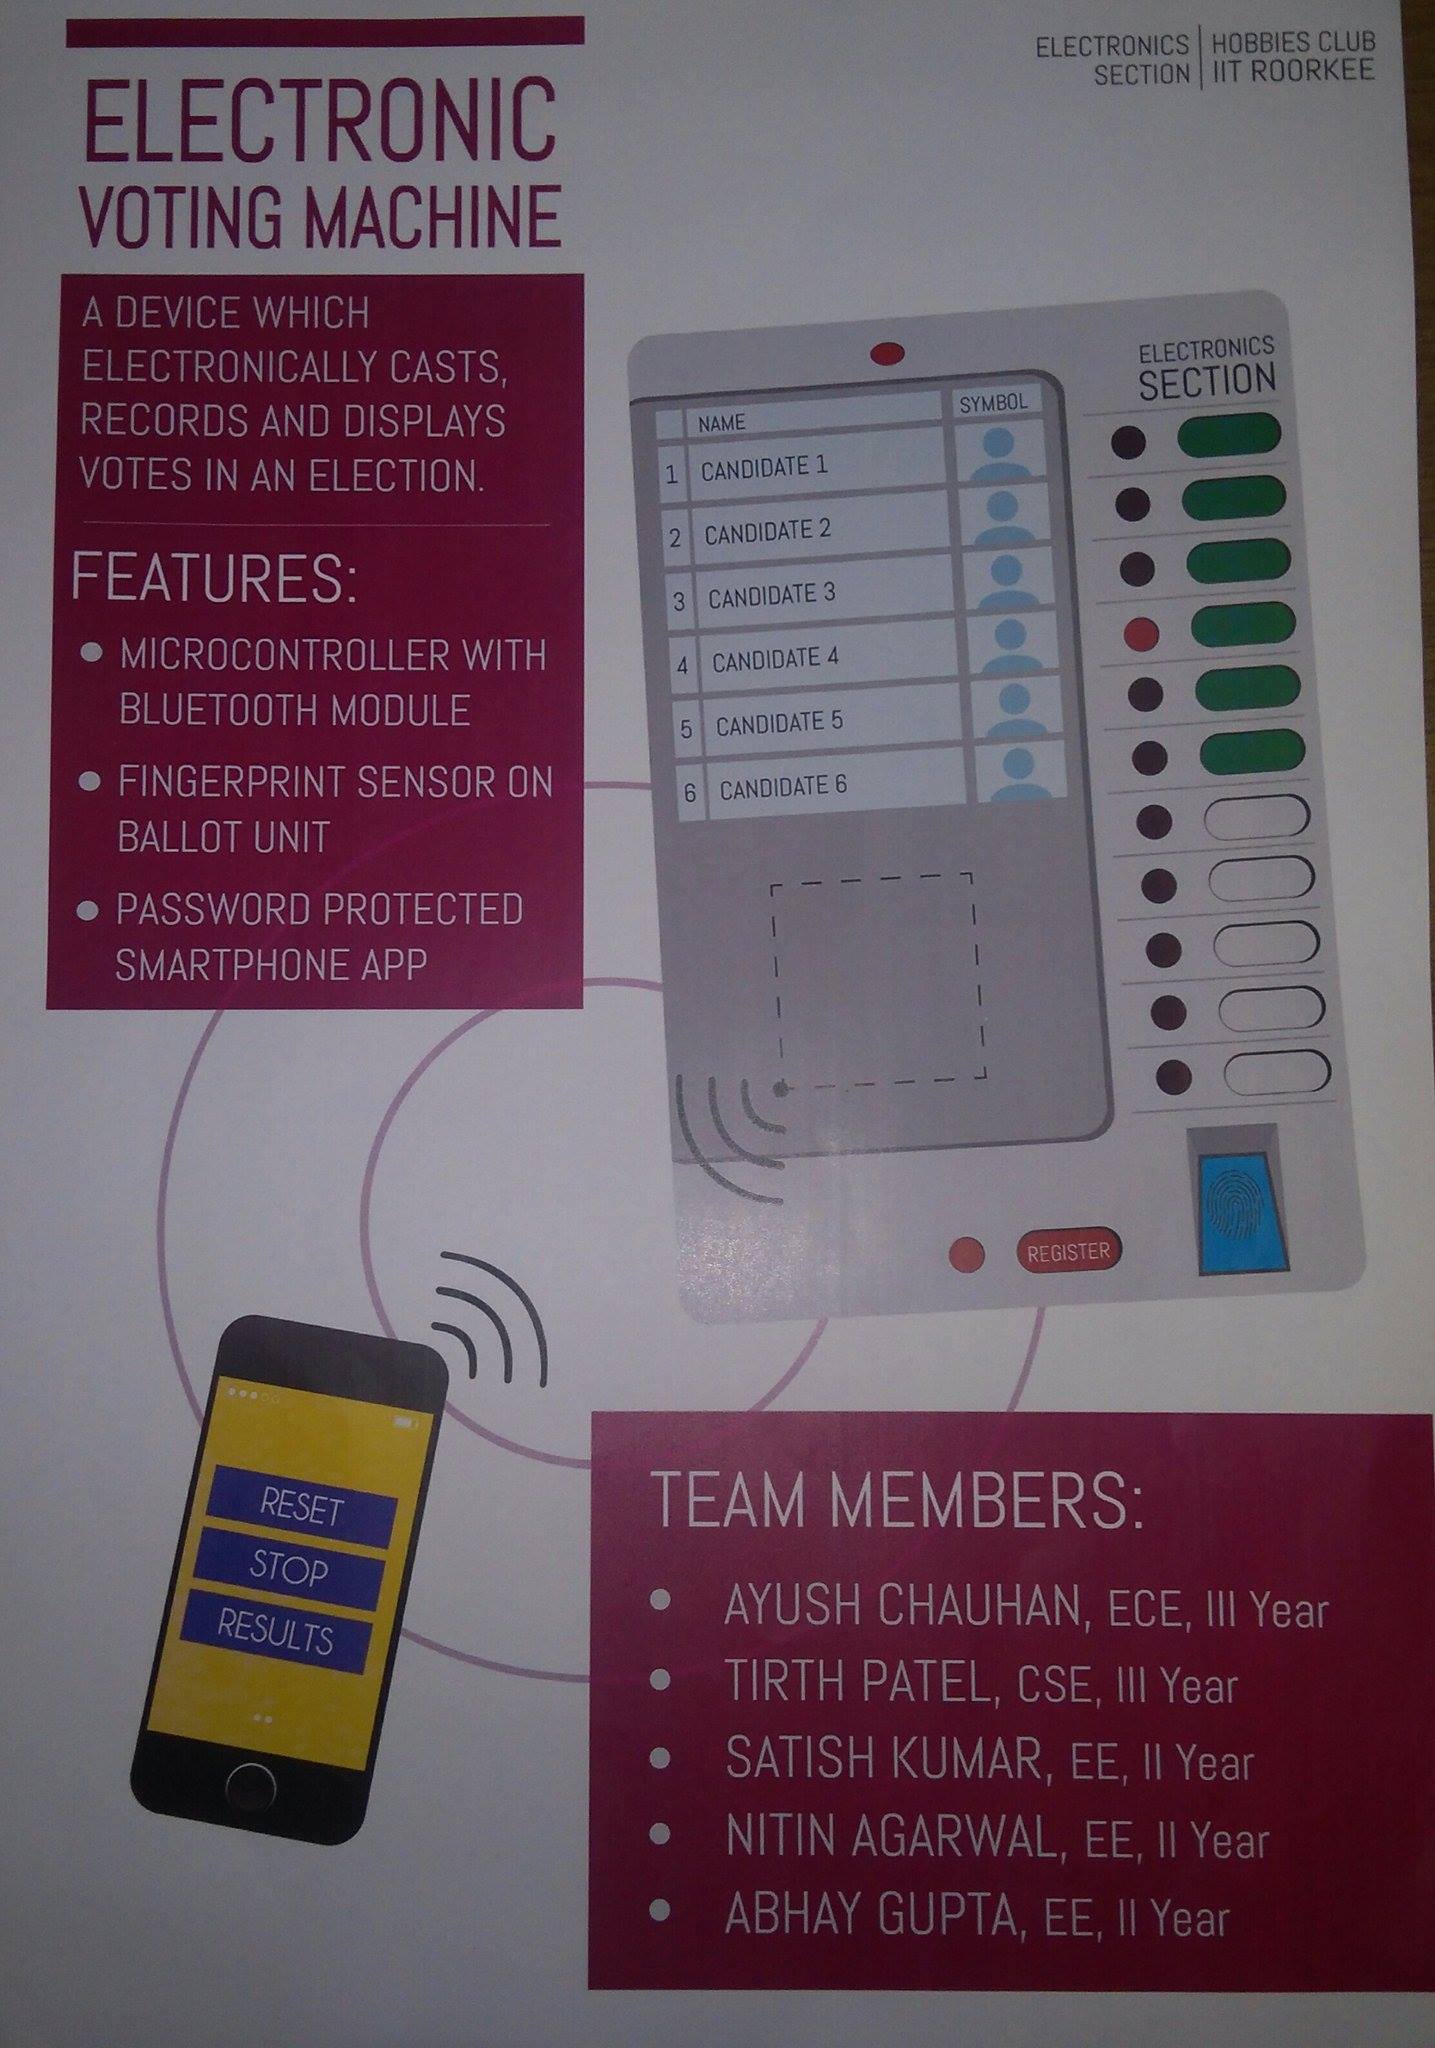 ELECTRONICS SECTION | HOBBIES CLUB IIT ROORKEE
ELECTRONIC
VOTING MACHINE
A DEVICE WHICH
ELECTRONICALLY CASTS,
RECORDS AND DISPLAYS
VOTES IN AN ELECTION.
FEATURES:
• MICROCONTROLLER WITH
BLUETOOTH MODULE
• FINGERPRINT SENSOR ON
BALLOT UNIT
• PASSWORD PROTECTED
SMARTPHONE APP
ELECTRONICS
SECTION
NAME SYMBOL
1 CANDIDATE 1
2 CANDIDATE 2
3 CANDIDATE 3
4 CANDIDATE 4
5 CANDIDATE 5
6 CANDIDATE 6
REGISTER
RESET
STOP
RESULTS
TEAM MEMBERS:
• AYUSH CHAUHAN, ECE, III Year
• TIRTH PATEL, CSE, III Year
• SATISH KUMAR, EE, II Year
• NITIN AGARWAL, EE, II Year
• ABHAY GUPTA, EE, II Year